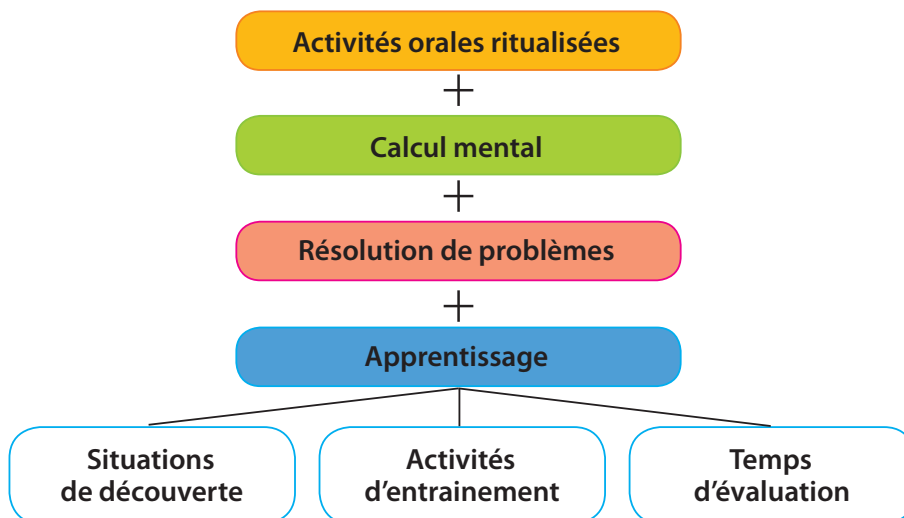 Activités orales ritualisées
+
Calcul mental
+
Résolution de problèmes
+
Apprentissage
Situations
de découverte
Activités
d'entrainement
Temps
d'évaluation